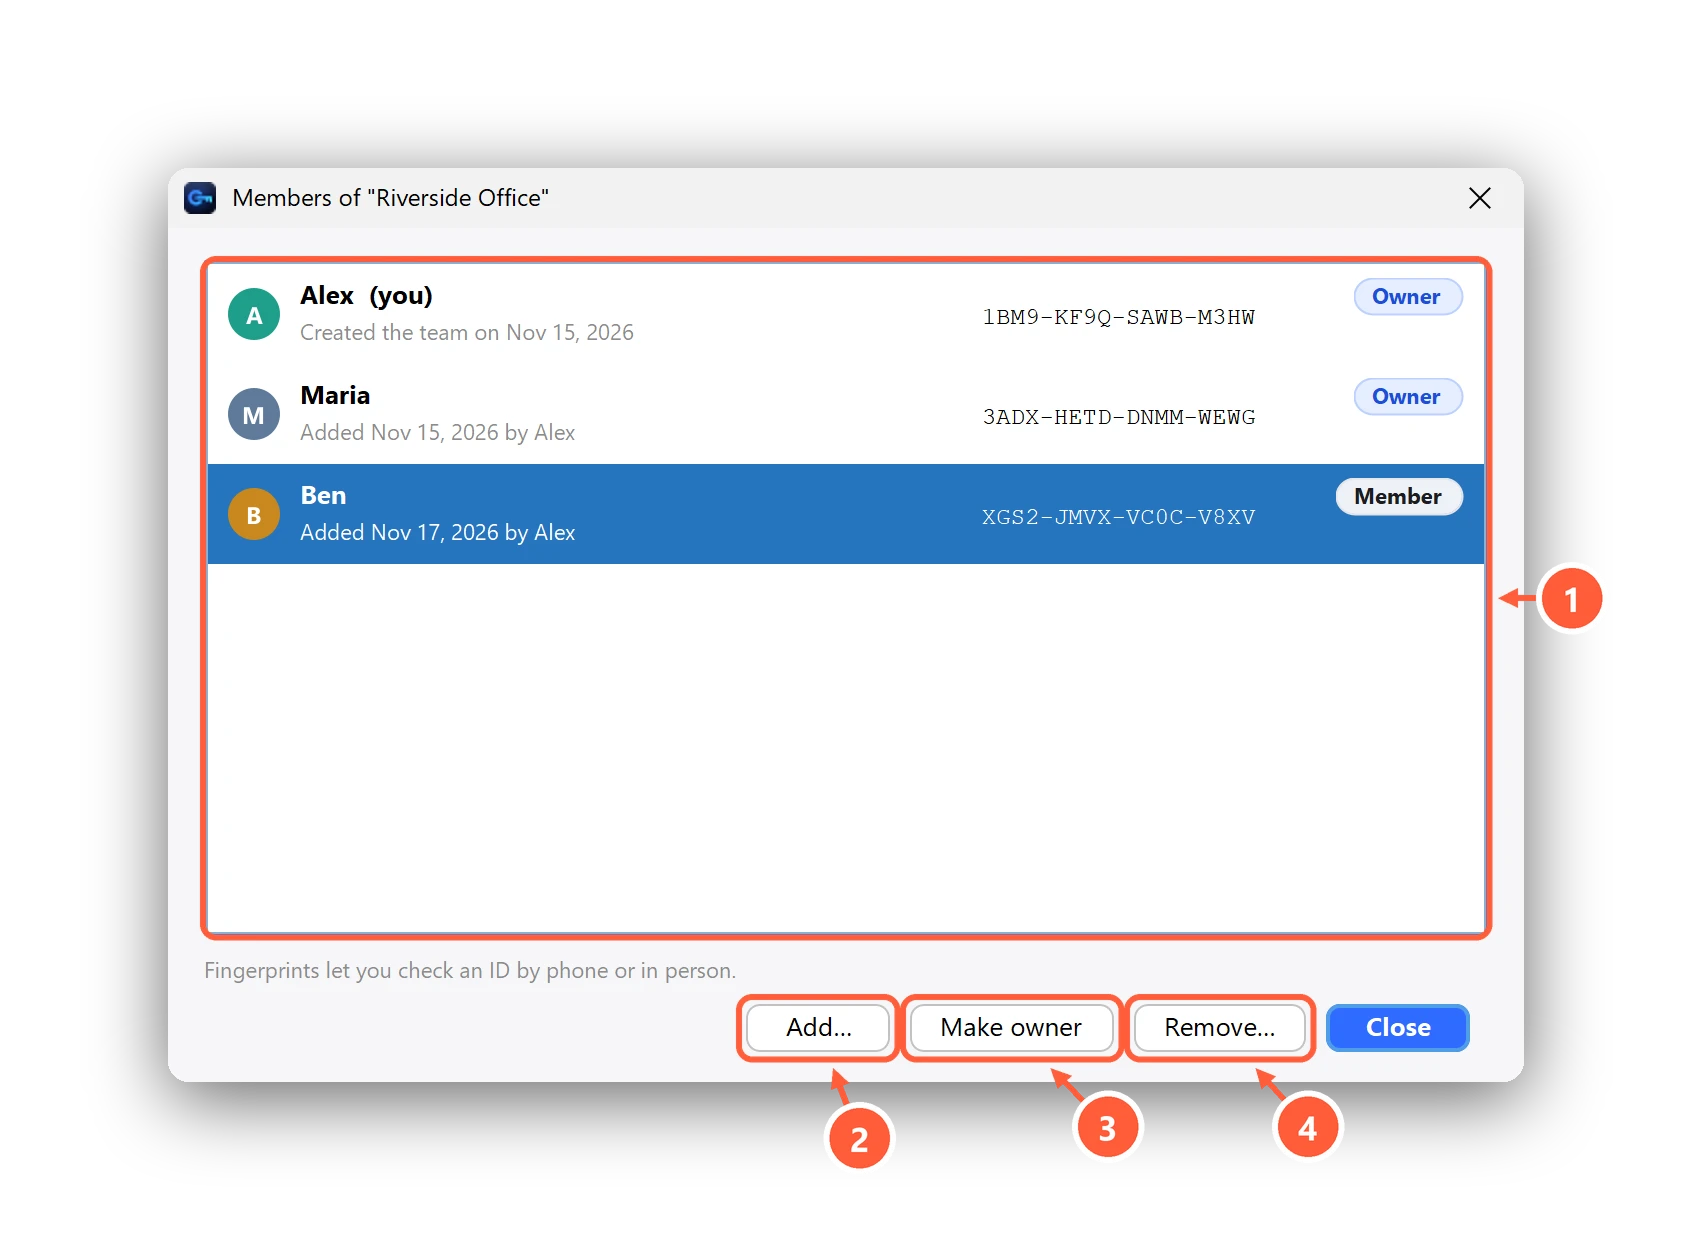 Members of "Riverside Office"
A
Alex (you)
Created the team on Nov 15, 2026
1BM9-KF9Q-SAWB-M3HW
Owner
M
Maria
Added Nov 15, 2026 by Alex
3ADX-HETD-DNMM-WEWG
Owner
B
Ben
Added Nov 17, 2026 by Alex
XGS2-JMVX-VC0C-V8XV
Member
1
Fingerprints let you check an ID by phone or in person.
Add...
Make owner
Remove...
Close
2
3
4